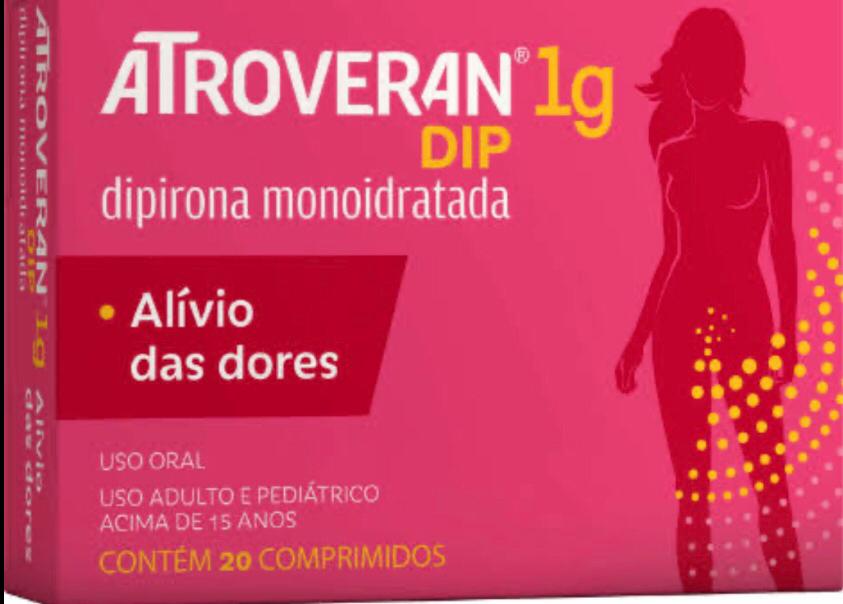 ATROVERAN® 1g
DIP
dipirona monoidratada
• Alívio
das dores
USO ORAL
USO ADULTO E PEDIÁTRICO
ACIMA DE 15 ANOS
CONTÉM 20 COMPRIMIDOS
ATROVERAN® 1g Alívio
DIP das dores
dipirona monoidratada